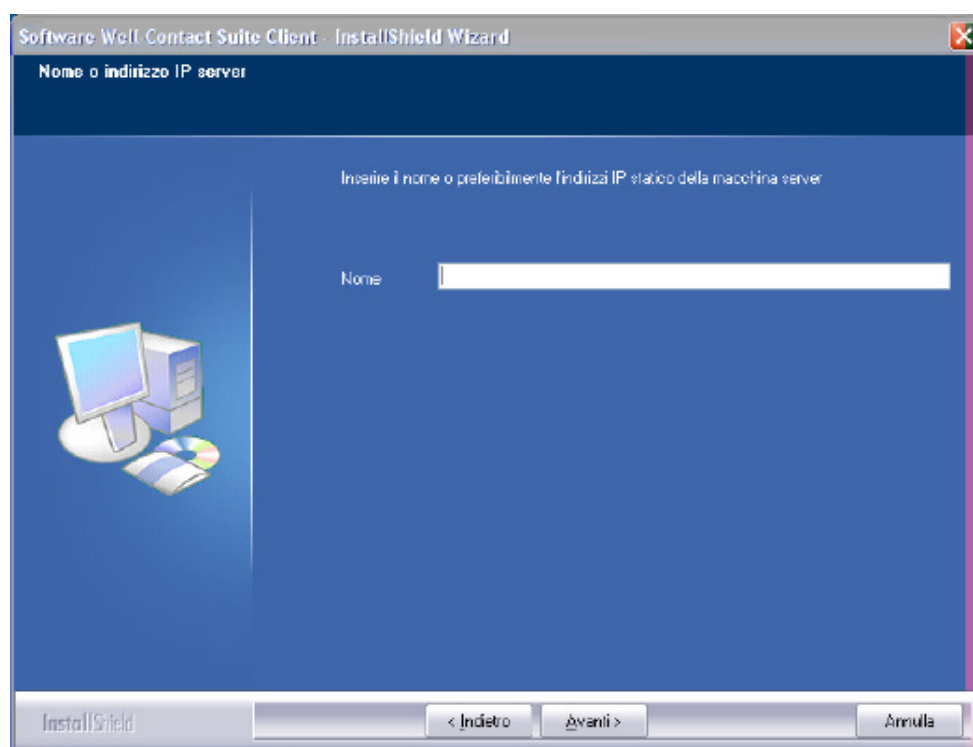 Software Well-Contact Suite Client - InstallShield Wizard
Nome o indirizzo IP server
Inserire il nome o preferibilmente l'indirizzi IP statico della macchina server
Nome
InstallShield
< Indietro
Avanti >
Annulla